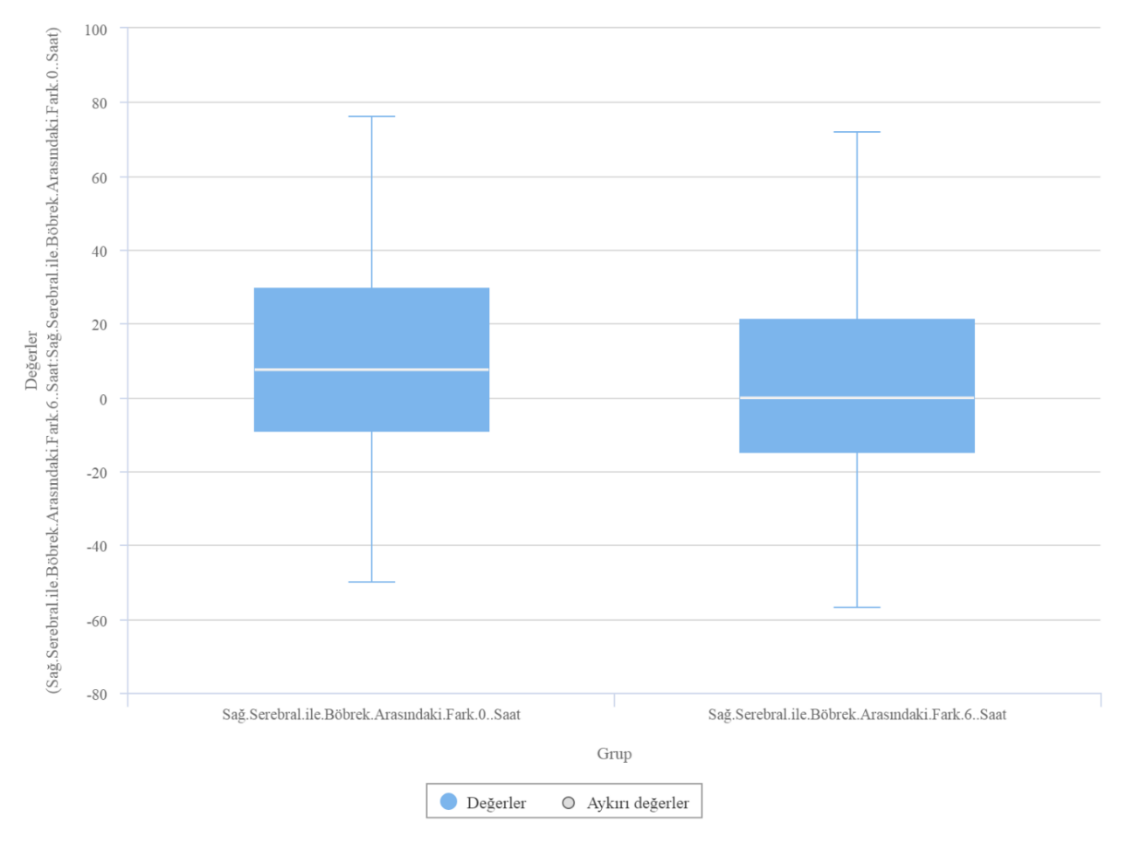 100
80
60
40
20
0
-20
-40
-60
-80
Değerler
(Sağ.Serebral.ile.Böbrek.Arasındaki.Fark.6..Saat:Sağ.Serebral.ile.Böbrek.Arasındaki.Fark.0..Saat)
Sağ.Serebral.ile.Böbrek.Arasındaki.Fark.0..Saat
Sağ.Serebral.ile.Böbrek.Arasındaki.Fark.6..Saat
Grup
Değerler
Aykırı değerler